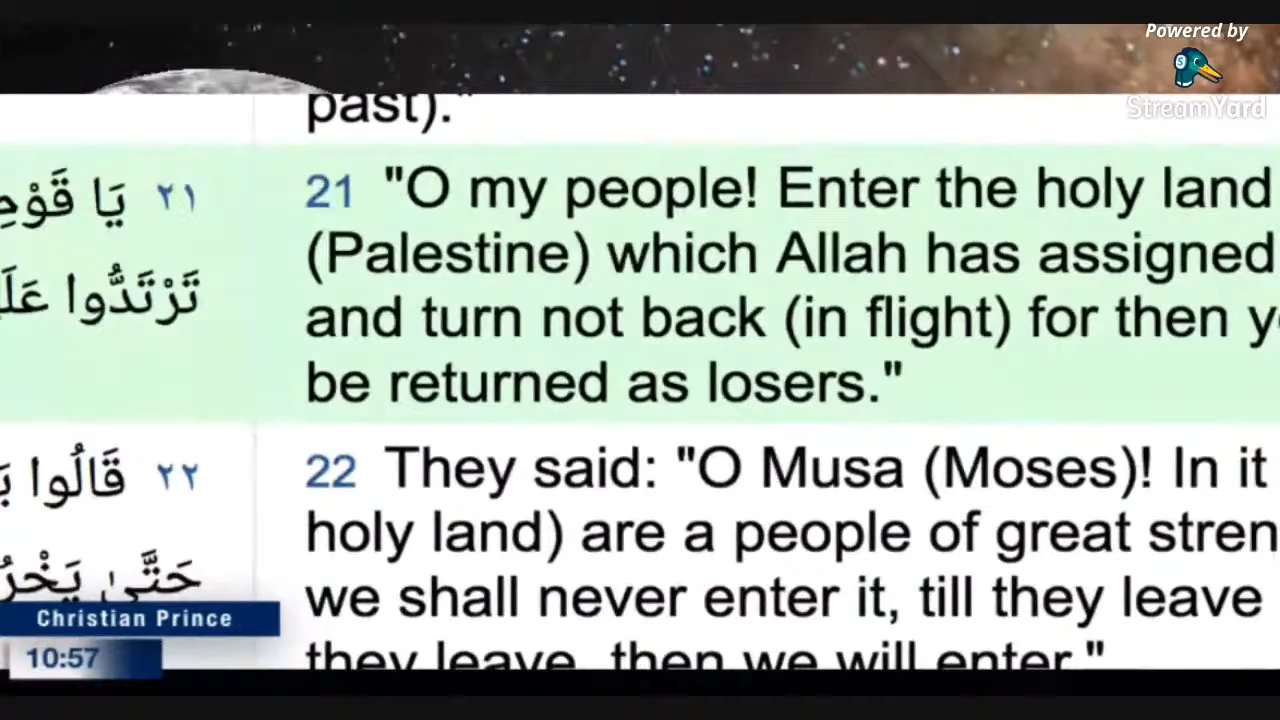 Powered by
StreamYard
past)."
٢١ يَا قَوْمِ
تَرْتَدُّوا
21 "O my people! Enter the holy land
(Palestine) which Allah has assigned
and turn not back (in flight) for then
be returned as losers."
٢٢ قَالُوا
حَتَّىٰ
22 They said: "O Musa (Moses)! In it
holy land) are a people of great
we shall never enter it, till they leave
they leave, then we will enter."
Christian Prince
10:57